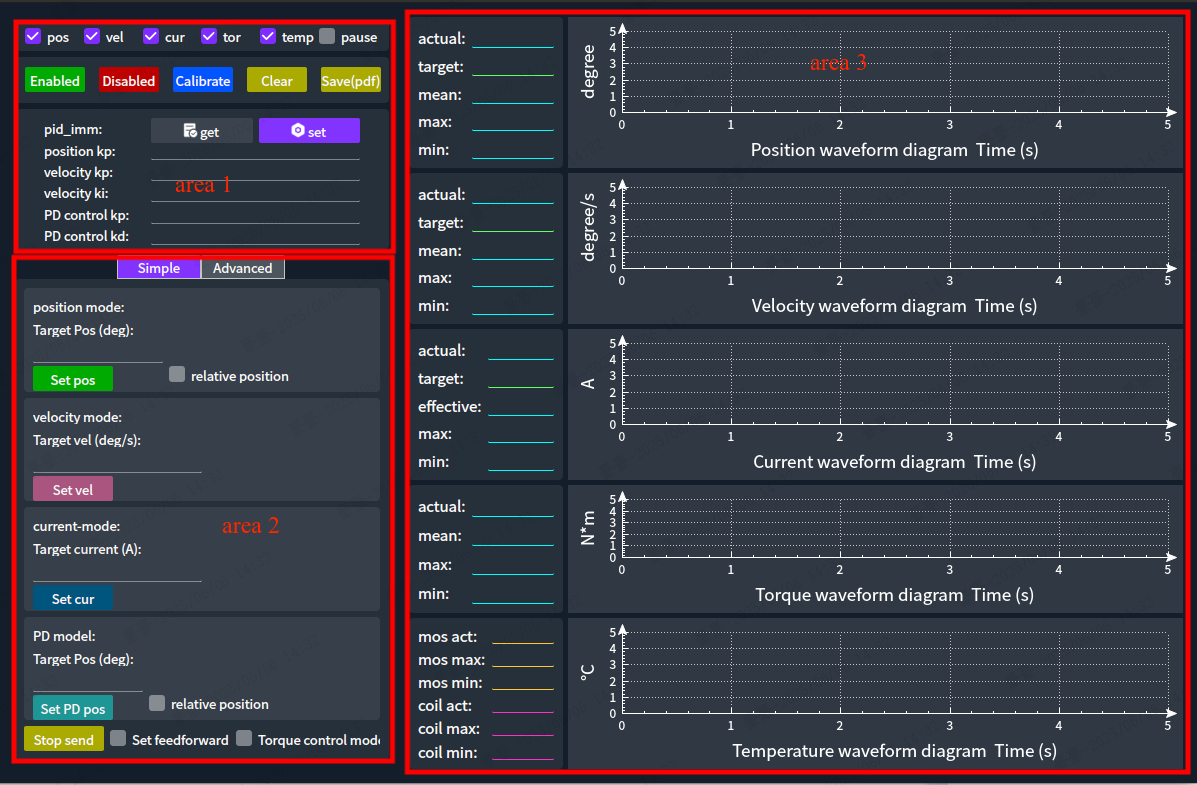 pos vel cur tor temp pause
Enabled Disabled Calibrate Clear Save(pdf)
pid_imm: get set
position kp:
velocity kp:
area 1
velocity ki:
PD control kp:
PD control kd:
Simple Advanced
position mode:
Target Pos (deg):
Set pos relative position
velocity mode:
Target vel (deg/s):
Set vel
current-mode:
area 2
Target current (A):
Set cur
PD model:
Target Pos (deg):
Set PD pos relative position
Stop send Set feedforward Torque control mode
actual:
target:
mean:
max:
min:
degree
area 3
5
4
3
2
1
0
0 1 2 3 4 5
Position waveform diagram Time (s)
actual:
target:
mean:
max:
min:
degree/s
5
4
3
2
1
0
0 1 2 3 4 5
Velocity waveform diagram Time (s)
actual:
target:
effective:
max:
min:
A
5
4
3
2
1
0
0 1 2 3 4 5
Current waveform diagram Time (s)
actual:
mean:
max:
min:
N*m
5
4
3
2
1
0
0 1 2 3 4 5
Torque waveform diagram Time (s)
mos act:
mos max:
mos min:
coil act:
coil max:
coil min:
°C
5
4
3
2
1
0
0 1 2 3 4 5
Temperature waveform diagram Time (s)